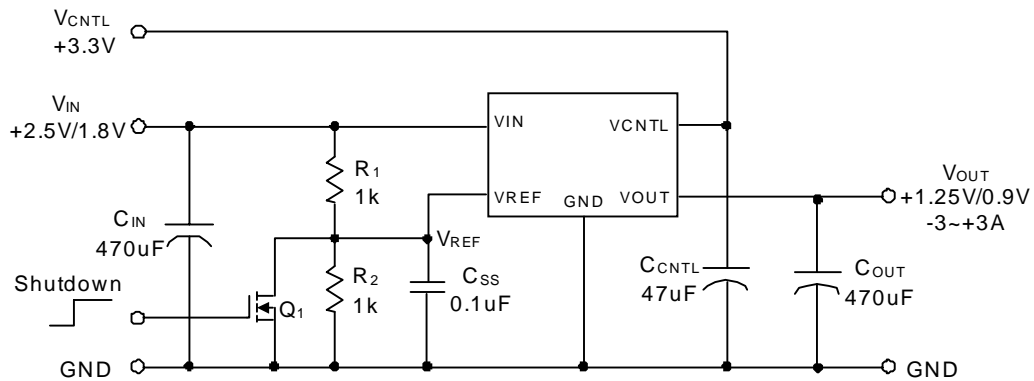 VCNTL
+3.3V
VIN
+2.5V/1.8V
VIN
VCNTL
VREF
GND
VOUT
R1
1k
VOUT
+1.25V/0.9V
-3~+3A
CIN
470uF
VREF
R2
1k
CSS
0.1uF
CCNTL
47uF
COUT
470uF
Shutdown
Q1
GND
GND